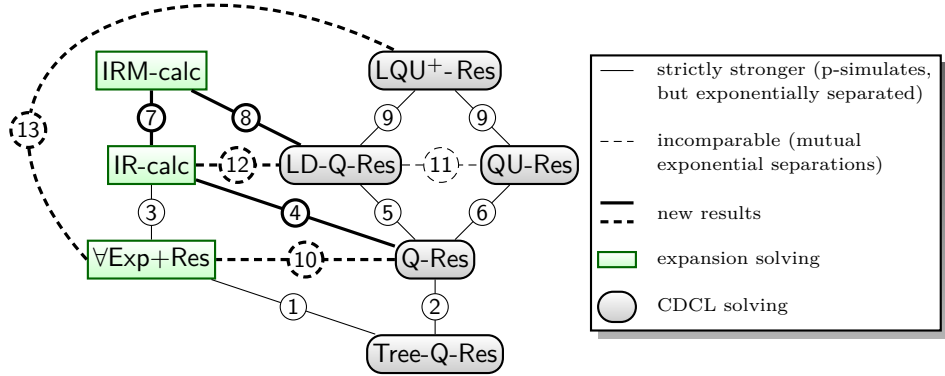 IRM-calc
LQU⁺-Res
13
7
8
9
9
IR-calc
12
LD-Q-Res
11
QU-Res
3
4
5
6
∀Exp+Res
10
Q-Res
1
2
Tree-Q-Res
strictly stronger (p-simulates,
but exponentially separated)
incomparable (mutual
exponential separations)
new results
expansion solving
CDCL solving